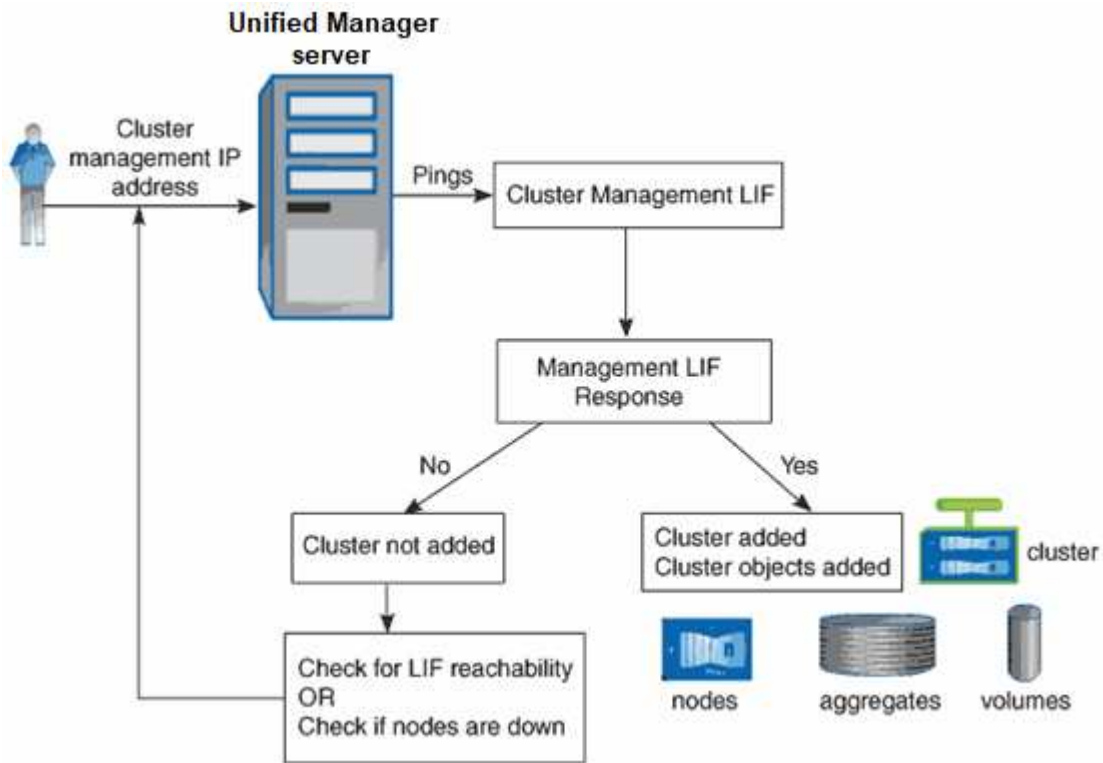 Unified Manager
server
Cluster
management IP
address
Pings
Cluster Management LIF
Management LIF
Response
No
Yes
Cluster not added
Cluster added
Cluster objects added
cluster
Check for LIF reachability
OR
Check if nodes are down
nodes
aggregates
volumes